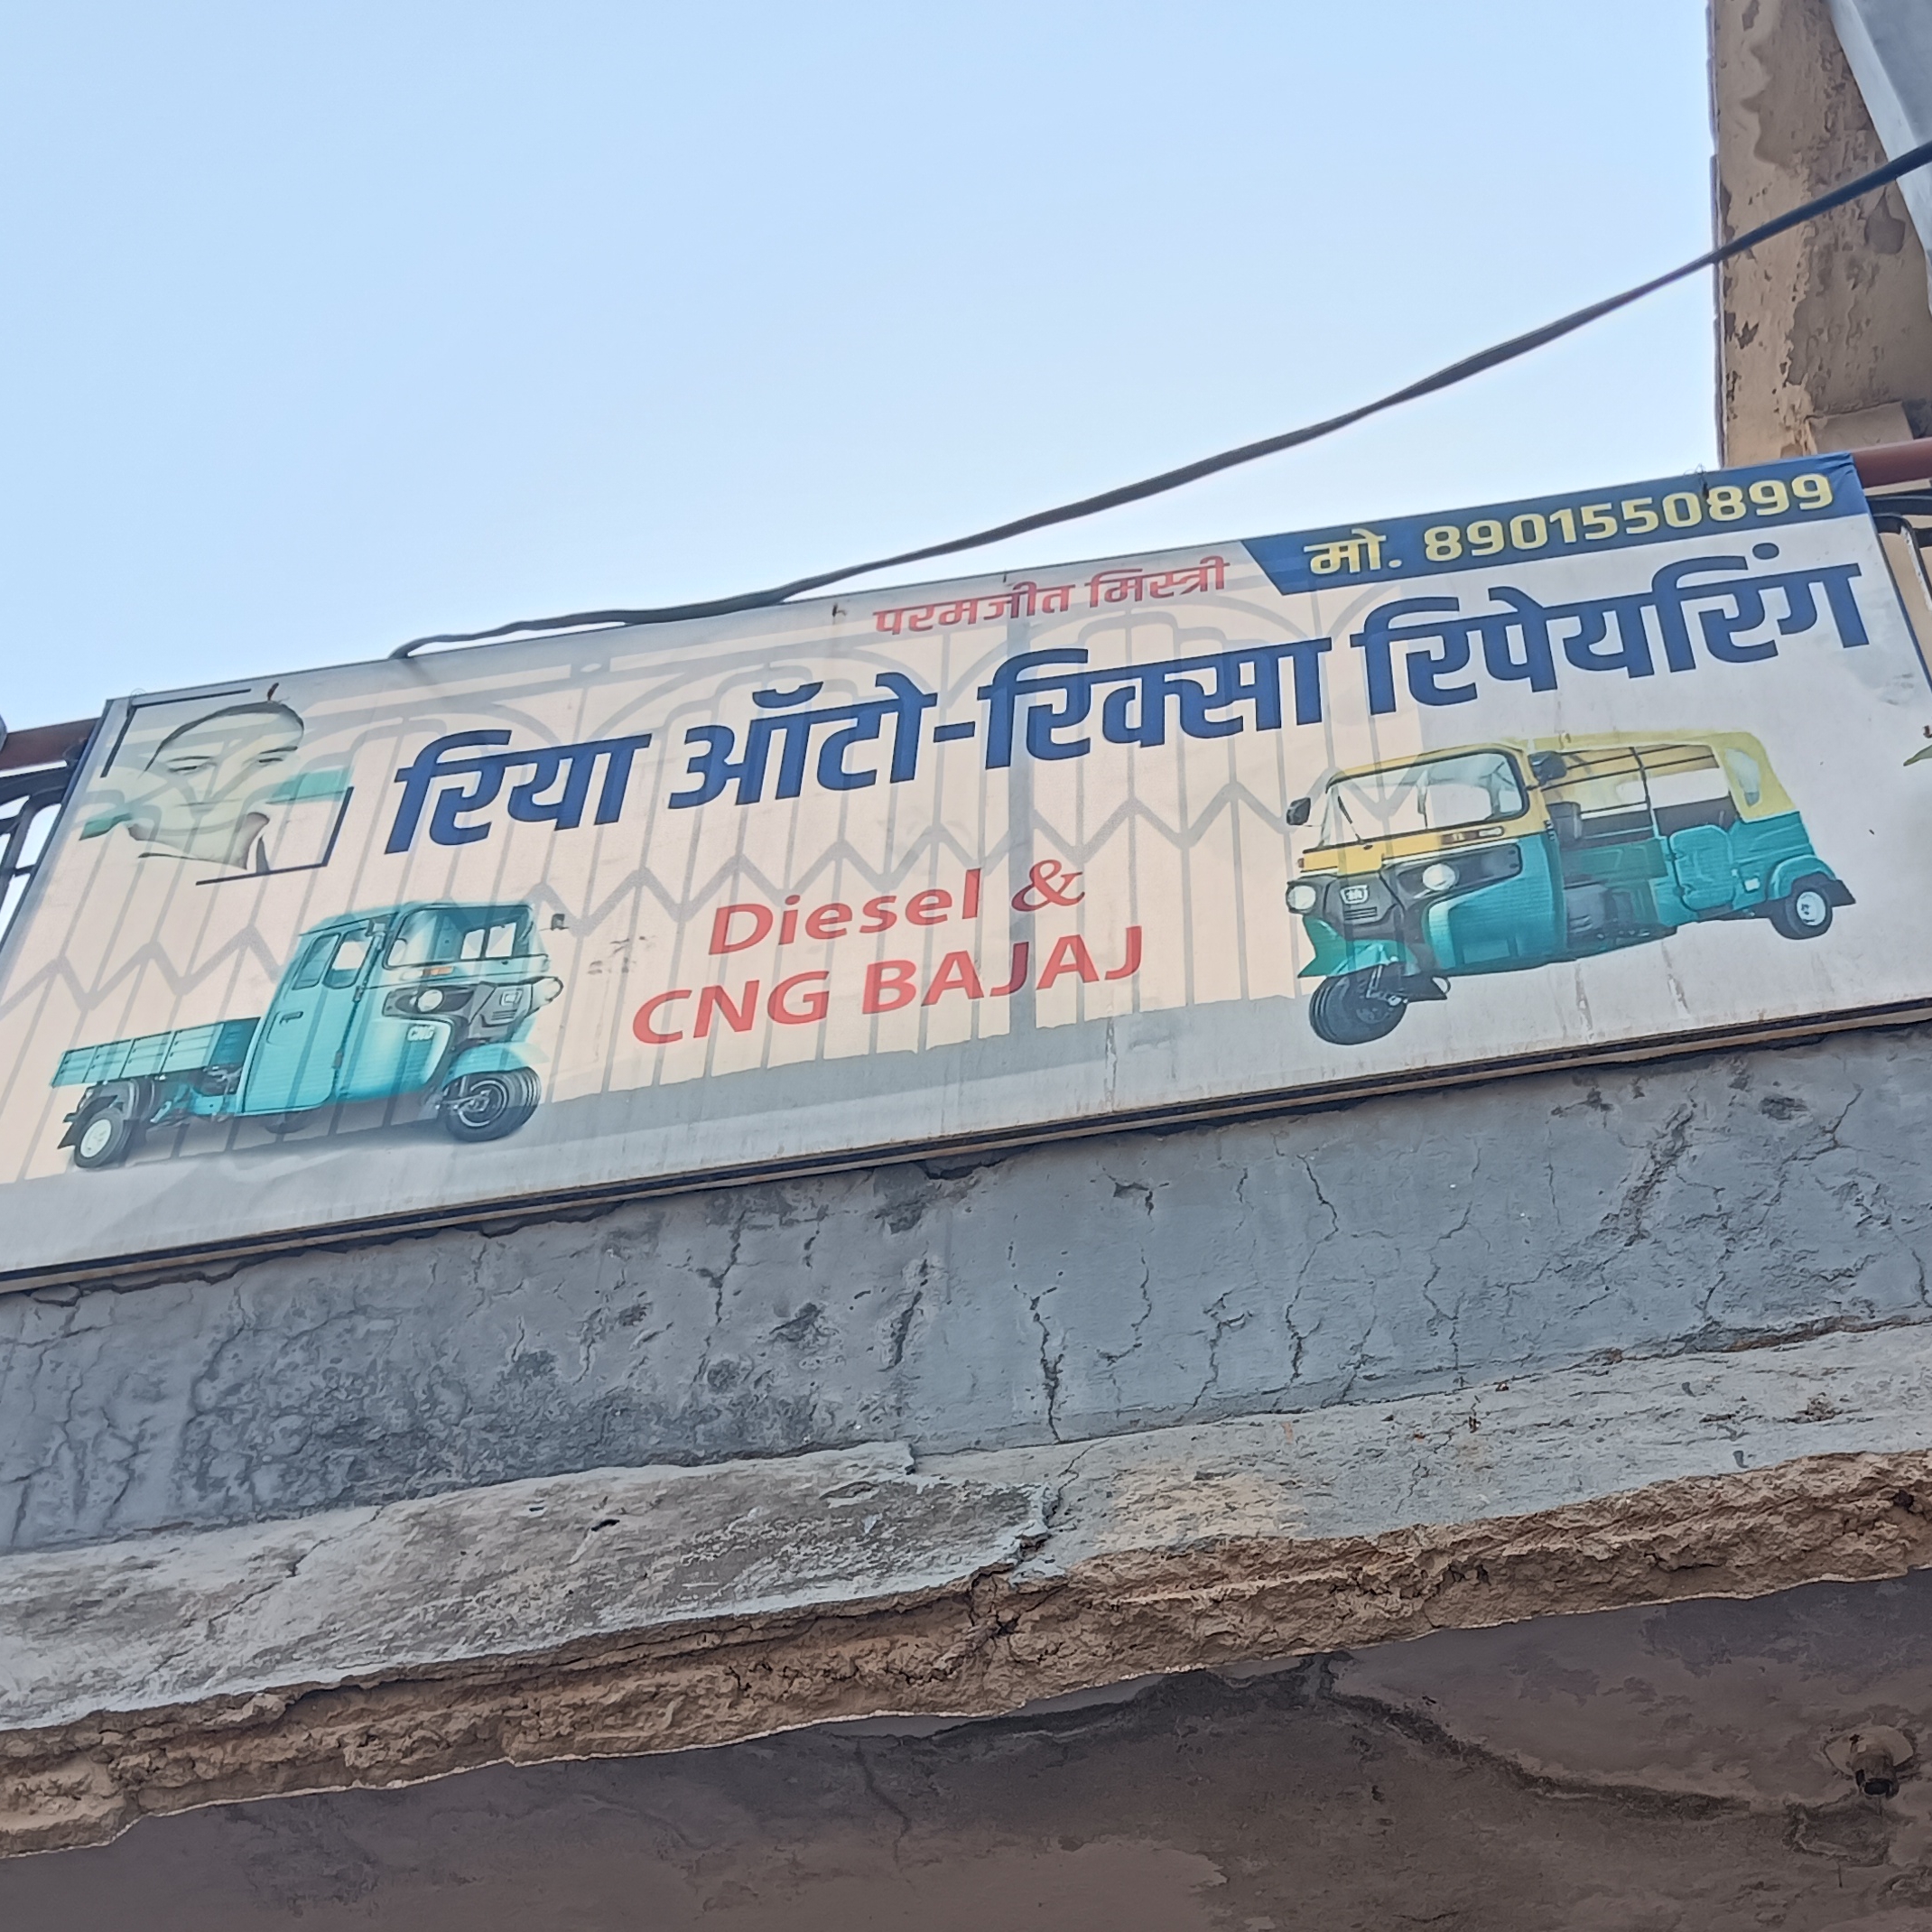 मो. 8901550899
परमजीत मिस्त्री
रिया ऑटो-रिक्सा रिपेयरिंग
Diesel &
CNG BAJAJ